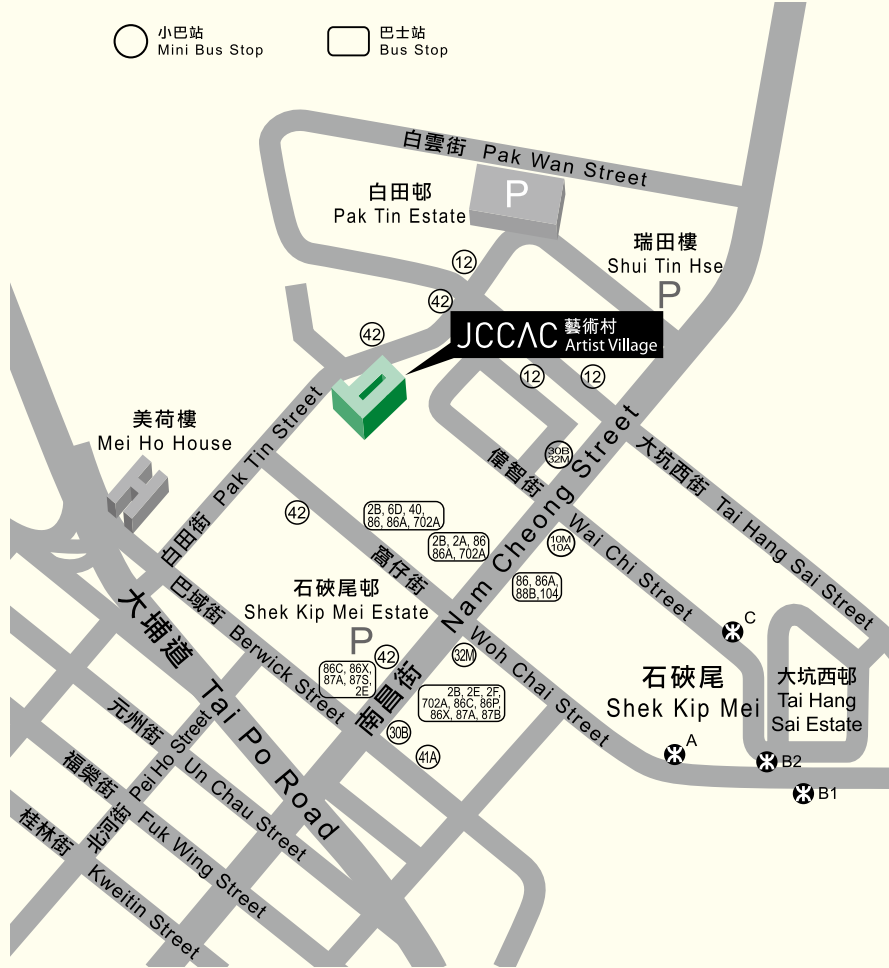 小巴站
Mini Bus Stop
巴士站
Bus Stop
白雲街 Pak Wan Street
白田邨
Pak Tin Estate
P
瑞田樓
Shui Tin Hse
P
12
42
42
JCCAC 藝術村
Artist Village
12
12
美荷樓
Mei Ho House
白田街 Pak Tin Street
偉智街
Wai Chi Street
30B
32M
大坑西街 Tai Hang Sai Street
南昌街 Nam Cheong Street
42
2B, 6D, 40,
86, 86A, 702A
2B, 2A, 86
86A, 702A
10M
10A
窩仔街
Woh Chai Street
86, 86A,
88B,104
石硤尾邨
Shek Kip Mei Estate
P
42
32M
86C, 86X,
87A, 87S,
2E
2B, 2E, 2F,
702A, 86C, 86P,
86X, 87A, 87B
30B
41A
巴域街 Berwick Street
大埔道 Tai Po Road
元州街
Un Chau Street
北河街 Pei Ho Street
福榮街
Fuk Wing Street
桂林街
Kweitin Street
C
石硤尾
Shek Kip Mei
大坑西邨
Tai Hang
Sai Estate
A
B2
B1